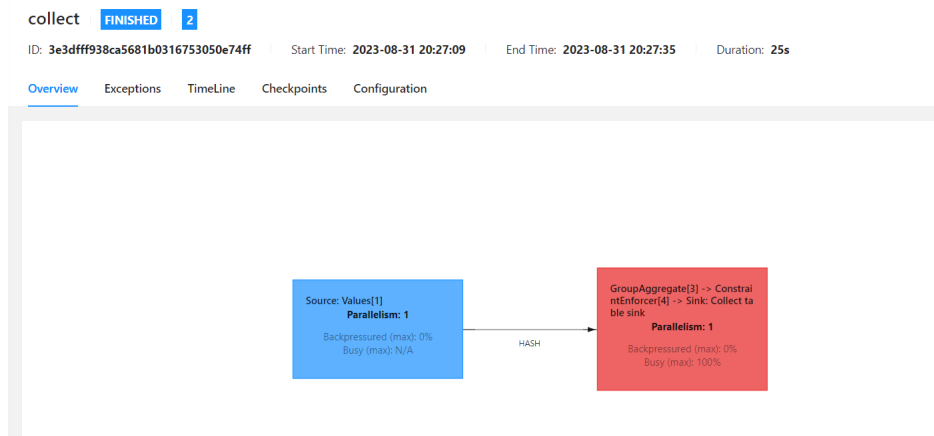 collect FINISHED 2
ID: 3e3dfff938ca5681b0316753050e74ff Start Time: 2023-08-31 20:27:09 End Time: 2023-08-31 20:27:35 Duration: 25s
Overview Exceptions TimeLine Checkpoints Configuration
Source: Values[1]
Parallelism: 1
Backpressured (max): 0%
Busy (max): N/A
HASH
GroupAggregate[3] -> Constrai
ntEnforcer[4] -> Sink: Collect ta
ble sink
Parallelism: 1
Backpressured (max): 0%
Busy (max): 100%